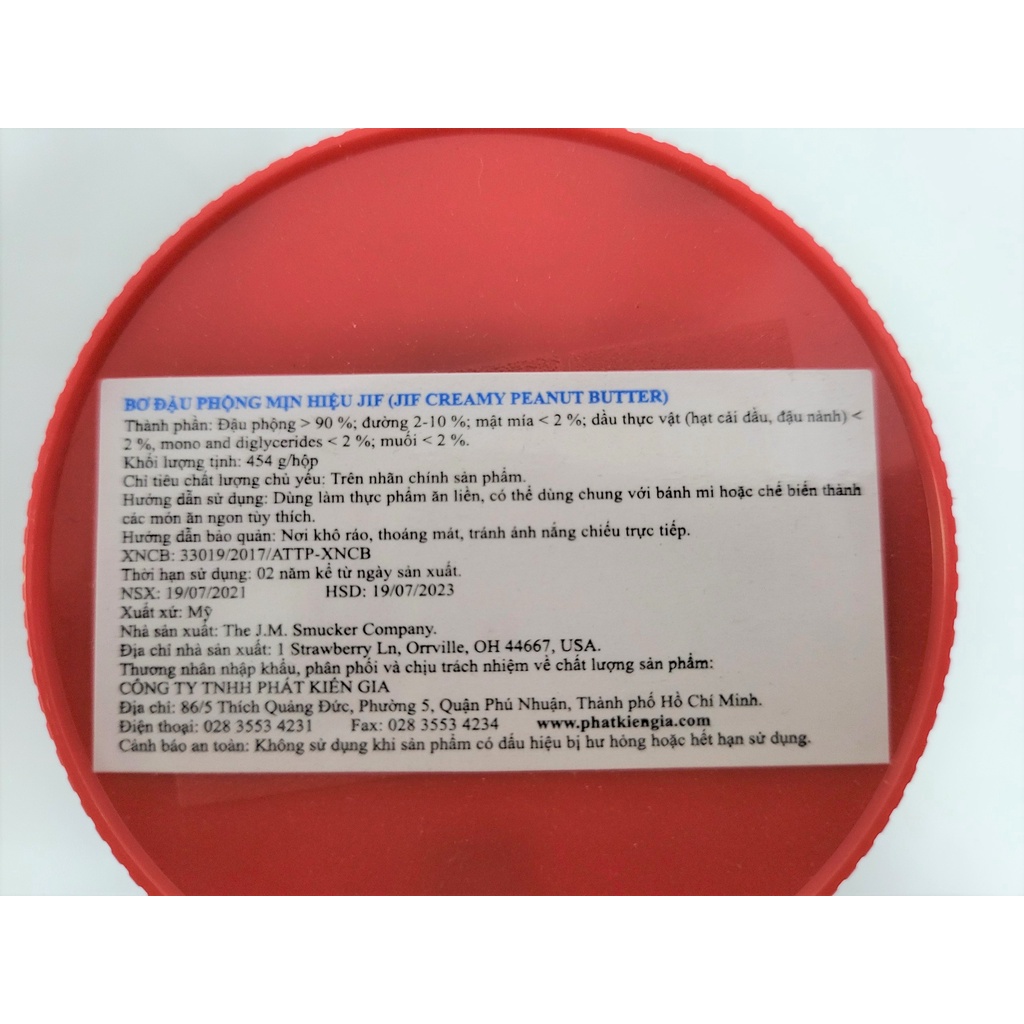 BƠ ĐẬU PHỘNG MỊN HIỆU JIF (JIF CREAMY PEANUT BUTTER)
Thành phần: Đậu phộng > 90 %; đường 2-10 %; mật mía < 2 %; dầu thực vật (hạt cải dầu, đậu nành) <
2 %, mono and diglycerides < 2 %; muối < 2 %.
Khối lượng tịnh: 454 g/hộp
Chỉ tiêu chất lượng chủ yếu: Trên nhãn chính sản phẩm.
Hướng dẫn sử dụng: Dùng làm thực phẩm ăn liền, có thể dùng chung với bánh mì hoặc chế biến thành
các món ăn ngon tùy thích.
Hướng dẫn bảo quản: Nơi khô ráo, thoáng mát, tránh ánh nắng chiếu trực tiếp.
XNCB: 33019/2017/ATTP-XNCB
Thời hạn sử dụng: 02 năm kể từ ngày sản xuất.
NSX: 19/07/2021 HSD: 19/07/2023
Xuất xứ: Mỹ
Nhà sản xuất: The J.M. Smucker Company.
Địa chỉ nhà sản xuất: 1 Strawberry Ln, Orrville, OH 44667, USA.
Thương nhân nhập khẩu, phân phối và chịu trách nhiệm về chất lượng sản phẩm:
CÔNG TY TNHH PHÁT KIẾN GIA
Địa chỉ: 86/5 Thích Quảng Đức, Phường 5, Quận Phú Nhuận, Thành phố Hồ Chí Minh.
Điện thoại: 028 3553 4231 Fax: 028 3553 4234 www.phatkiengia.com
Cảnh báo an toàn: Không sử dụng khi sản phẩm có dấu hiệu bị hư hỏng hoặc hết hạn sử dụng.